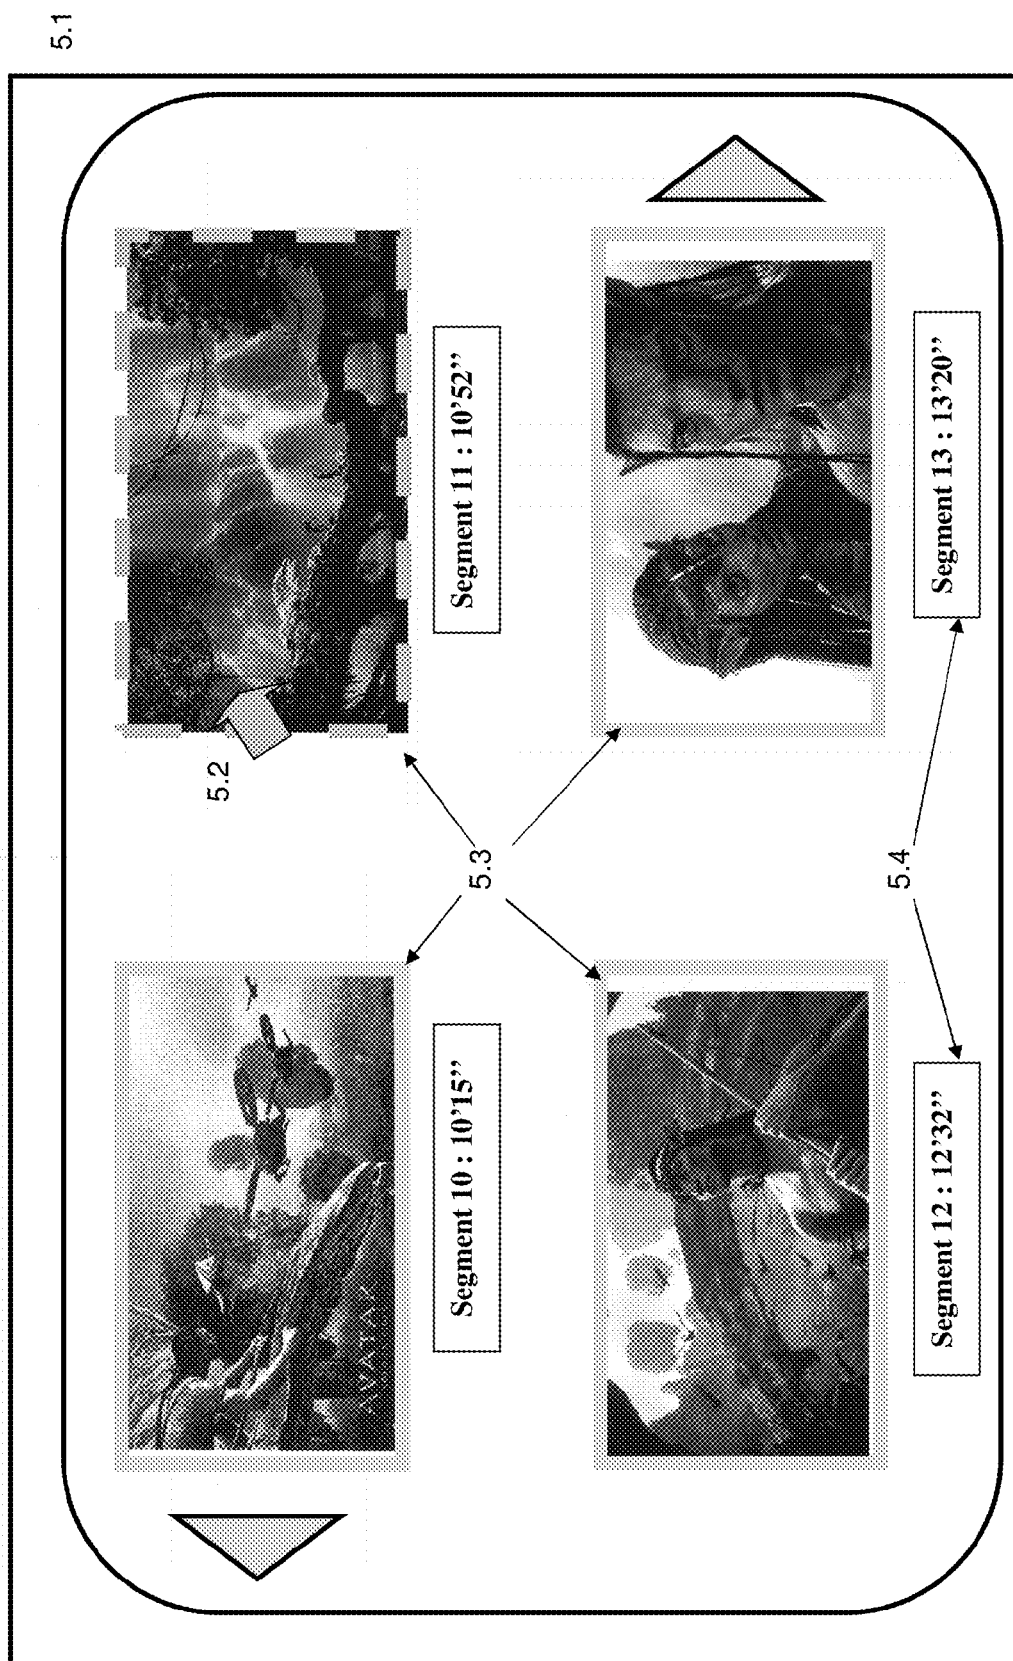 5.1
AVATAR
Segment 10 : 10’15”
5.2
Segment 11 : 10’52”
5.3
Segment 12 : 12’32”
5.4
Segment 13 : 13’20”